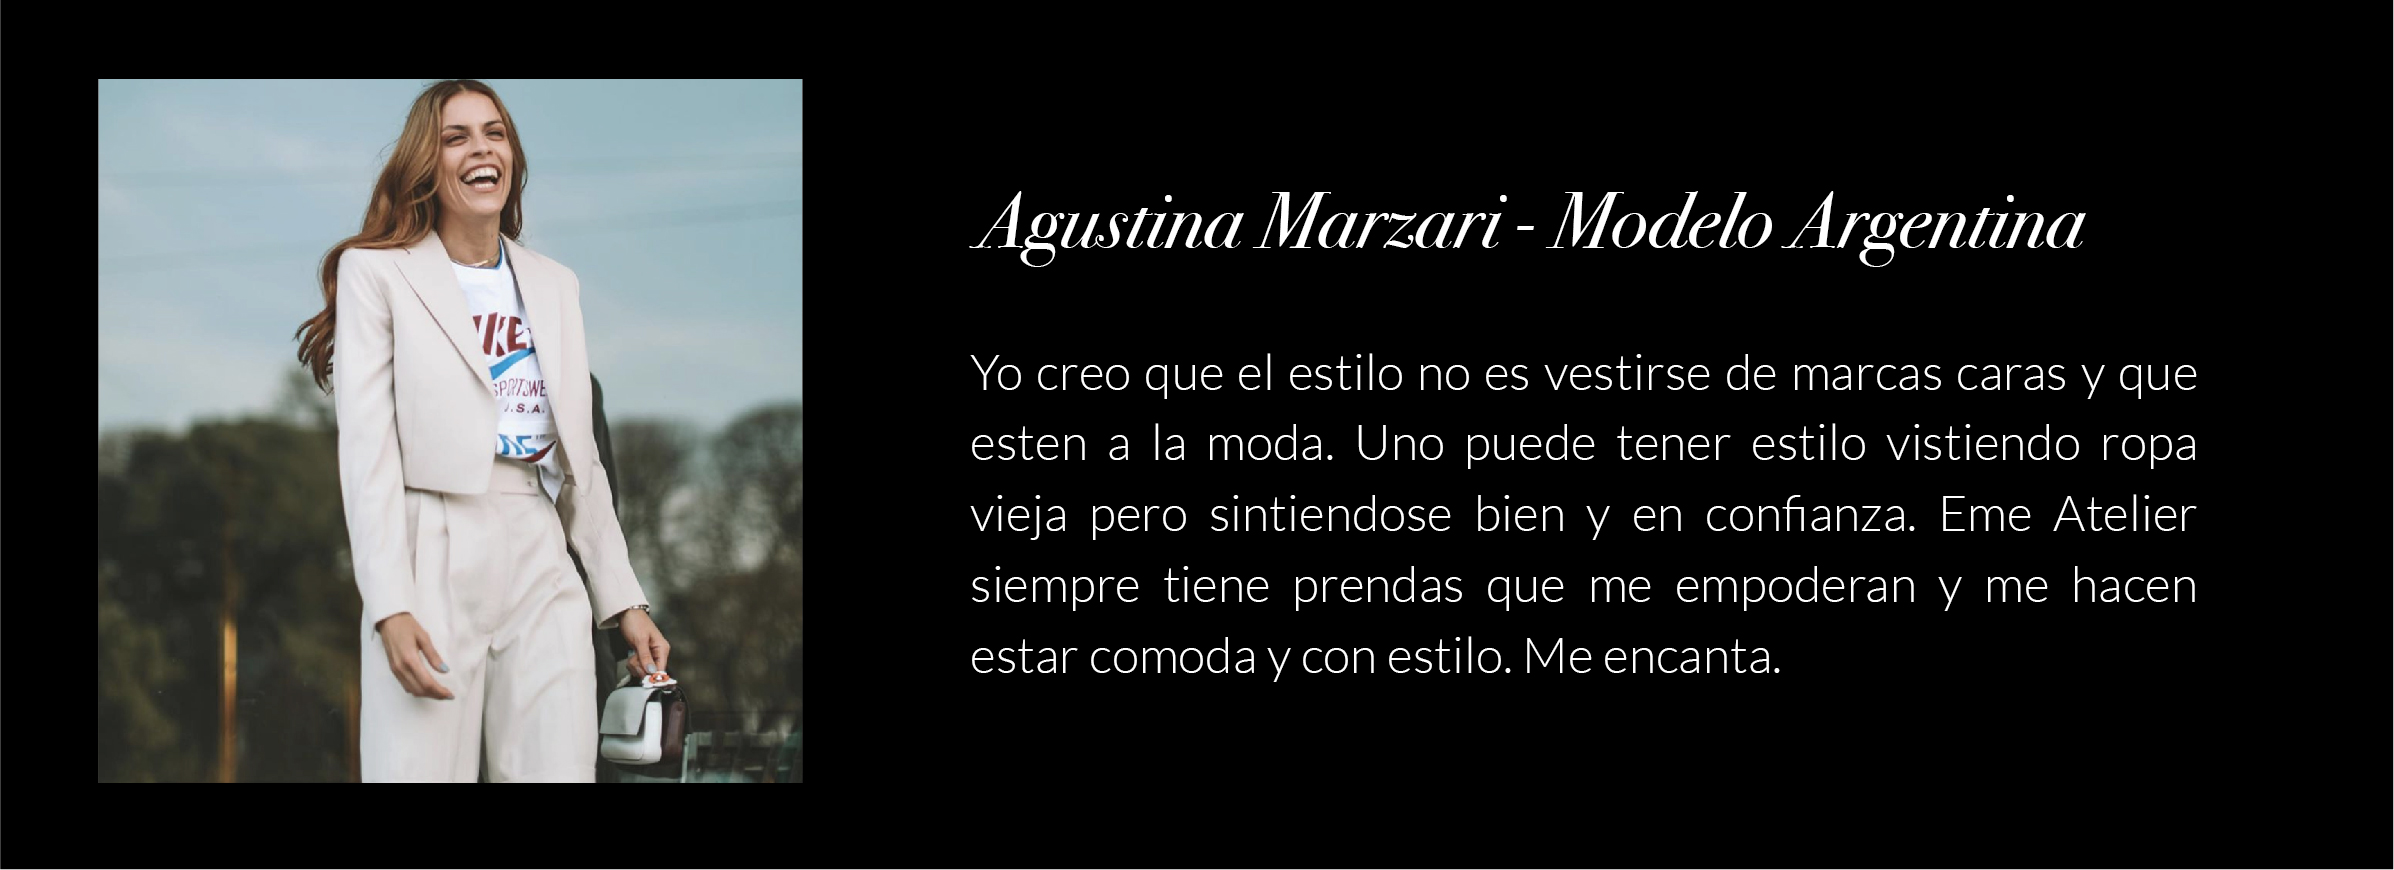 Agustina Marzari - Modelo Argentina
Yo creo que el estilo no es vestirse de marcas caras y que
esten a la moda. Uno puede tener estilo vistiendo ropa
vieja pero sintiendose bien y en confianza. Eme Atelier
siempre tiene prendas que me empoderan y me hacen
estar comoda y con estilo. Me encanta.